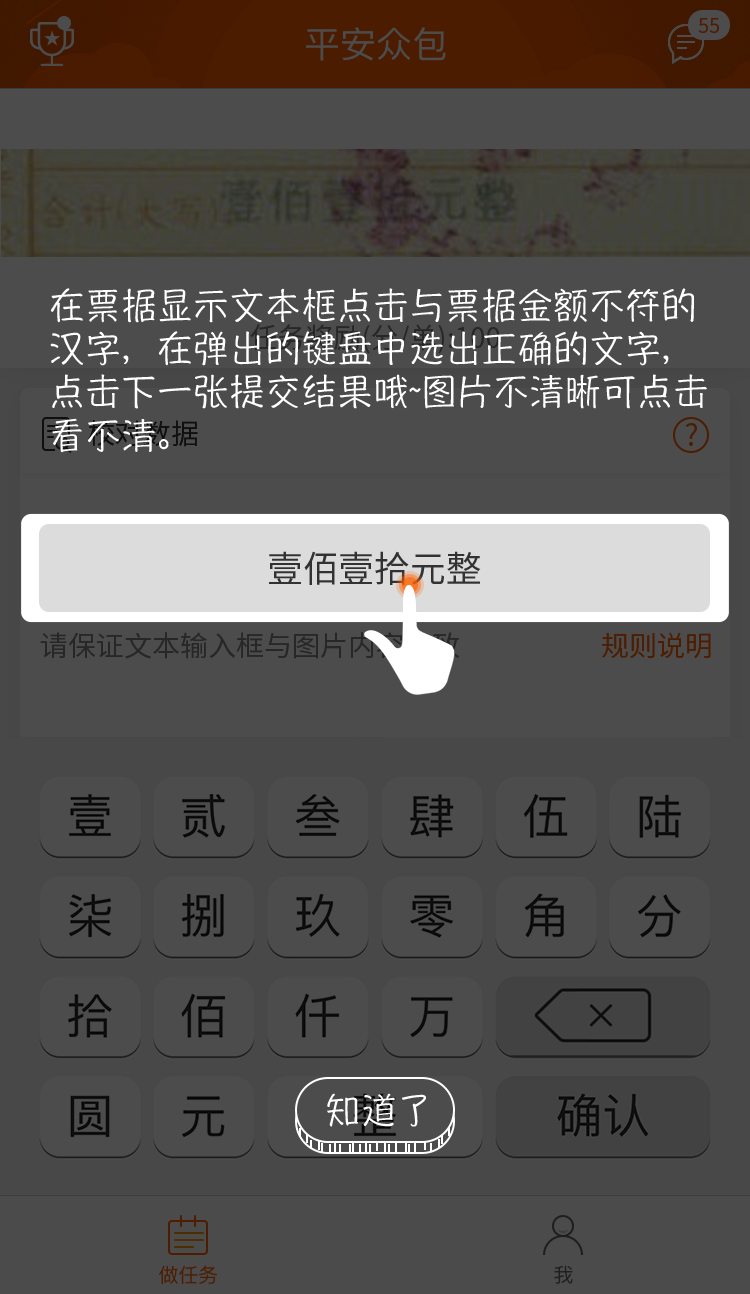 平安众包
55
合计(大写)壹佰壹拾元整
在票据显示文本框点击与票据金额不符的
任务奖励(分/单):100
汉字，在弹出的键盘中选出正确的文字，
点击下一张提交结果哦~图片不清晰可点击
看不清。
核对数据
?
壹佰壹拾元整
请保证文本输入框与图片内容一致
规则说明
壹 贰 叁 肆 伍 陆
柒 捌 玖 零 角 分
拾 佰 仟 万
圆 元 整 确认
知道了
做任务 我